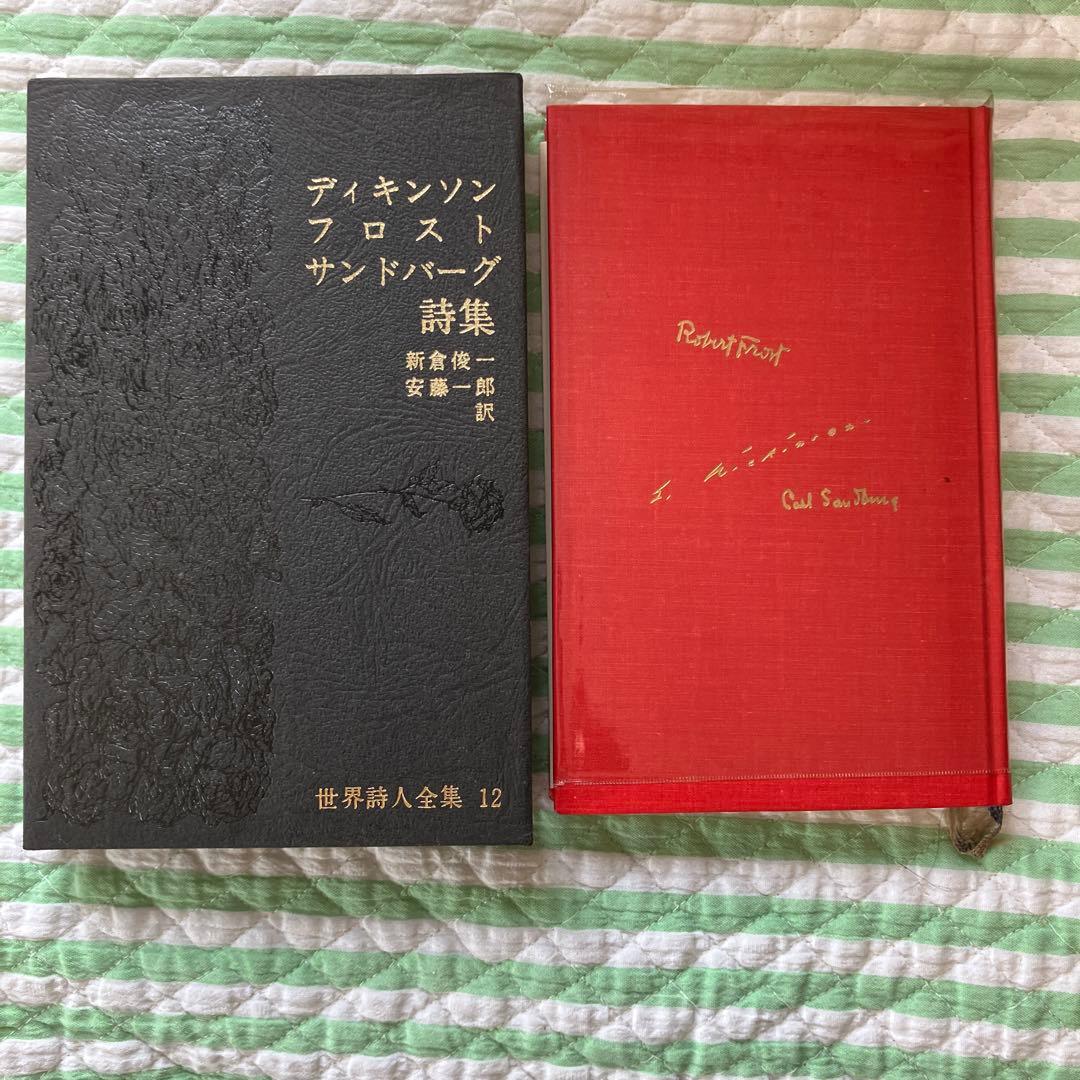 ディキンソン
フロスト
サンドバーグ
詩集
新倉俊一
安藤一郎
訳
世界詩人全集 12
Robert Frost
Carl Sandburg